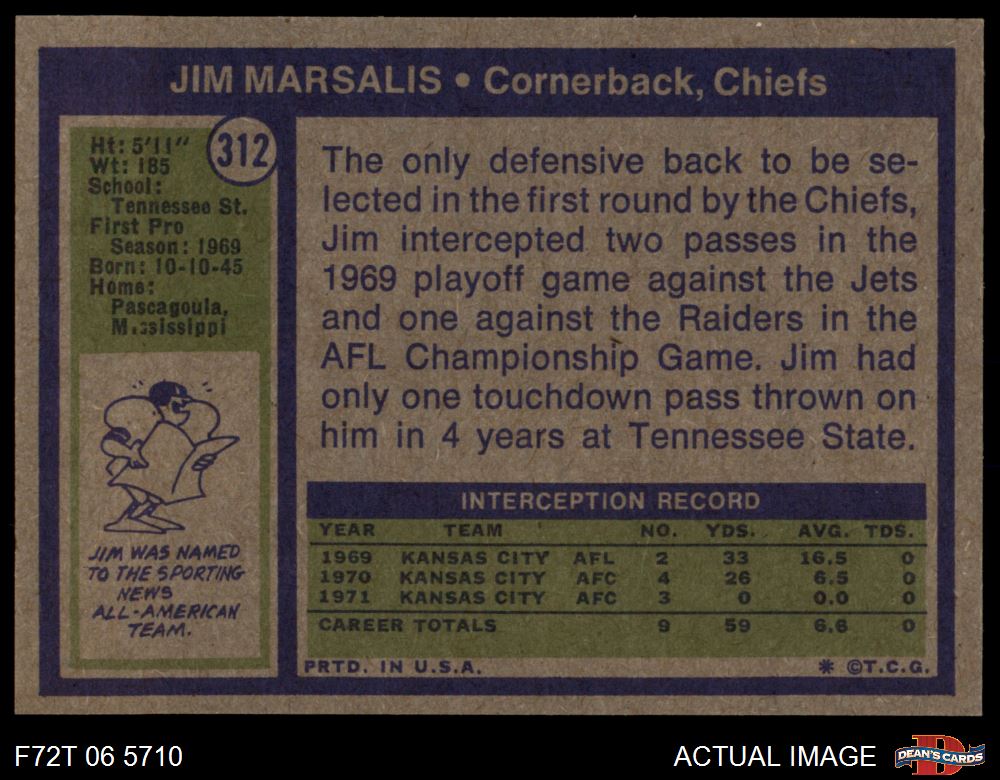 JIM MARSALIS • Cornerback, Chiefs
312
Ht: 5'11"
Wt: 185
School:
Tennessee St.
First Pro
Season: 1969
Born: 10-10-45
Home:
Pascagoula,
Mississippi
JIM WAS NAMED
TO THE SPORTING
NEWS
ALL-AMERICAN
TEAM.
The only defensive back to be se-
lected in the first round by the Chiefs,
Jim intercepted two passes in the
1969 playoff game against the Jets
and one against the Raiders in the
AFL Championship Game. Jim had
only one touchdown pass thrown on
him in 4 years at Tennessee State.
INTERCEPTION RECORD
YEAR TEAM NO. YDS. AVG. TDS.
1969 KANSAS CITY AFL 2 33 16.5 0
1970 KANSAS CITY AFC 4 26 6.5 0
1971 KANSAS CITY AFC 3 0 0.0 0
CAREER TOTALS 9 59 6.6 0
PRTD. IN U.S.A. * ©T.C.G.
F72T 06 5710 ACTUAL IMAGE
DEAN'S CARDS